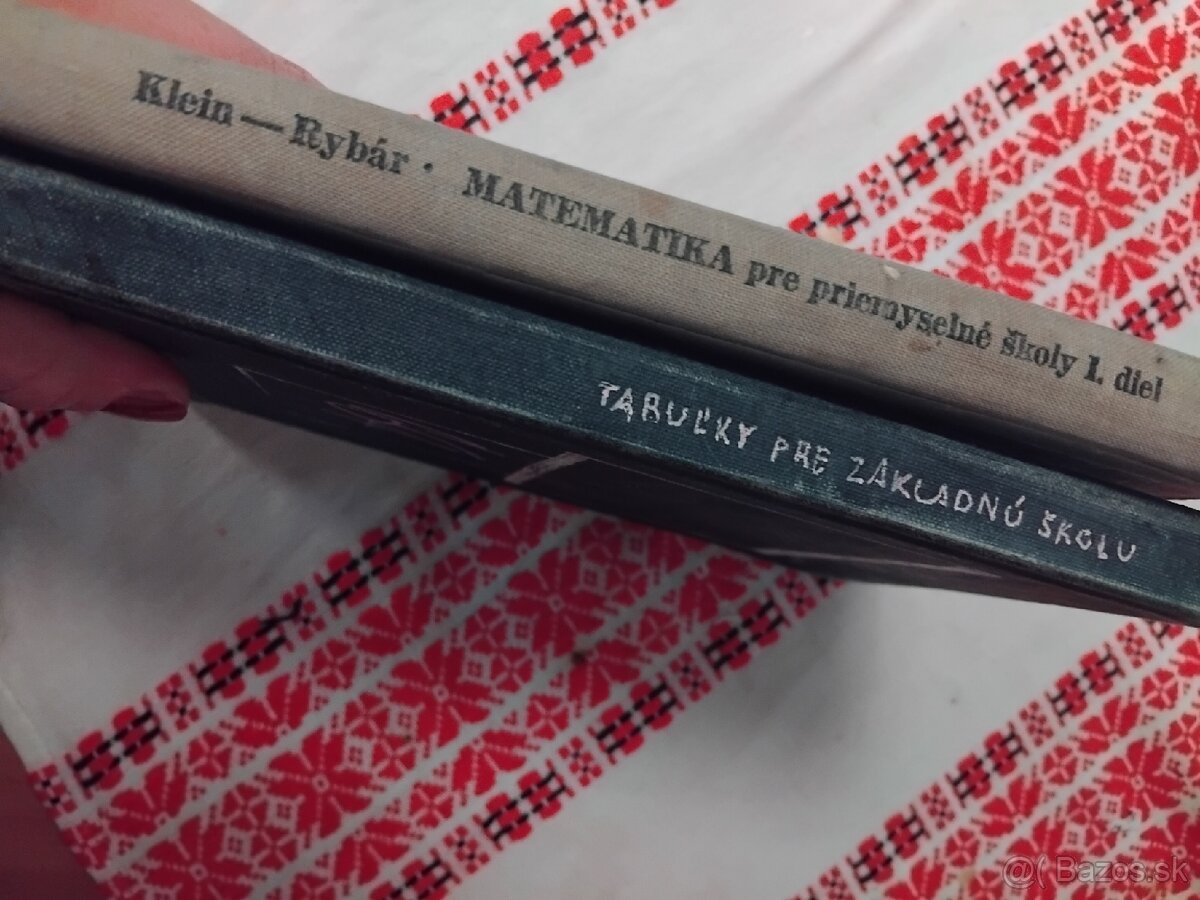 Klein — Rybár · MATEMATIKA pre priemyselné školy I. diel
TABUĽKY PRE ZÁKLADNÚ ŠKOLU
@( Bazos.sk